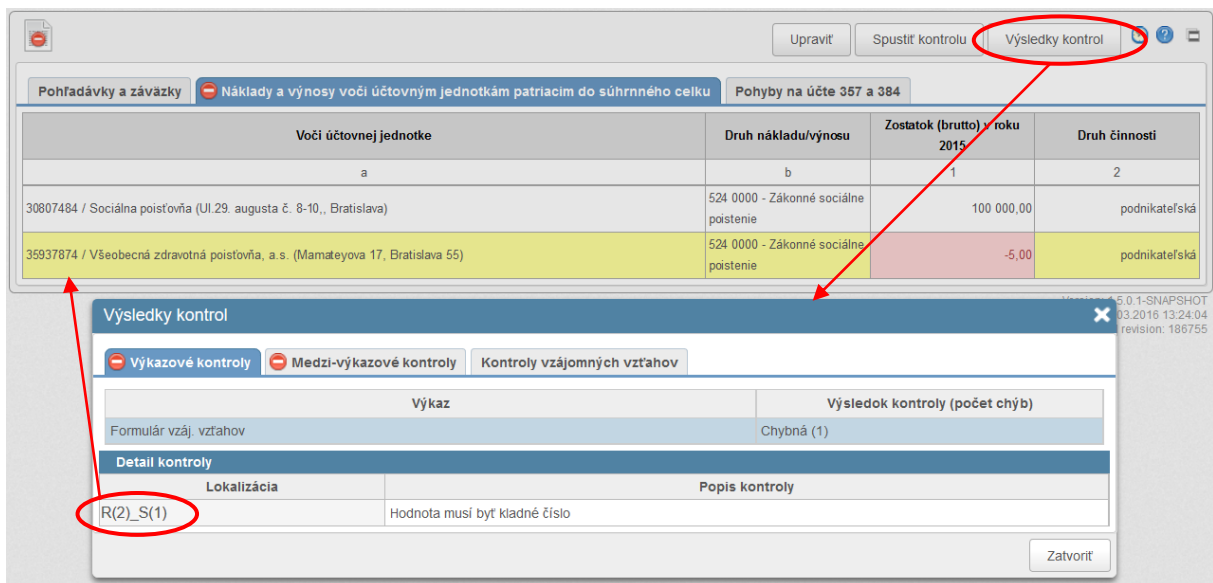 Upraviť Spustiť kontrolu Výsledky kontrol
Pohľadávky a záväzky Náklady a výnosy voči účtovným jednotkám patriacim do súhrnného celku Pohyby na účte 357 a 384
Voči účtovnej jednotke Druh nákladu/výnosu Zostatok (brutto) v roku 2015 Druh činnosti
a b 1 2
30807484 / Sociálna poisťovňa (Ul.29. augusta č. 8-10,, Bratislava) 524 0000 - Zákonné sociálne poistenie 100 000,00 podnikateľská
35937874 / Všeobecná zdravotná poisťovňa, a.s. (Mamateyova 17, Bratislava 55) 524 0000 - Zákonné sociálne poistenie -5,00 podnikateľská
5.0.1-SNAPSHOT
03.2016 13:24:04
revision: 186755
Výsledky kontrol
Výkazové kontroly Medzi-výkazové kontroly Kontroly vzájomných vzťahov
Výkaz Výsledok kontroly (počet chýb)
Formulár vzáj. vzťahov Chybná (1)
Detail kontroly
Lokalizácia Popis kontroly
R(2)_S(1) Hodnota musí byť kladné číslo
Zatvoriť